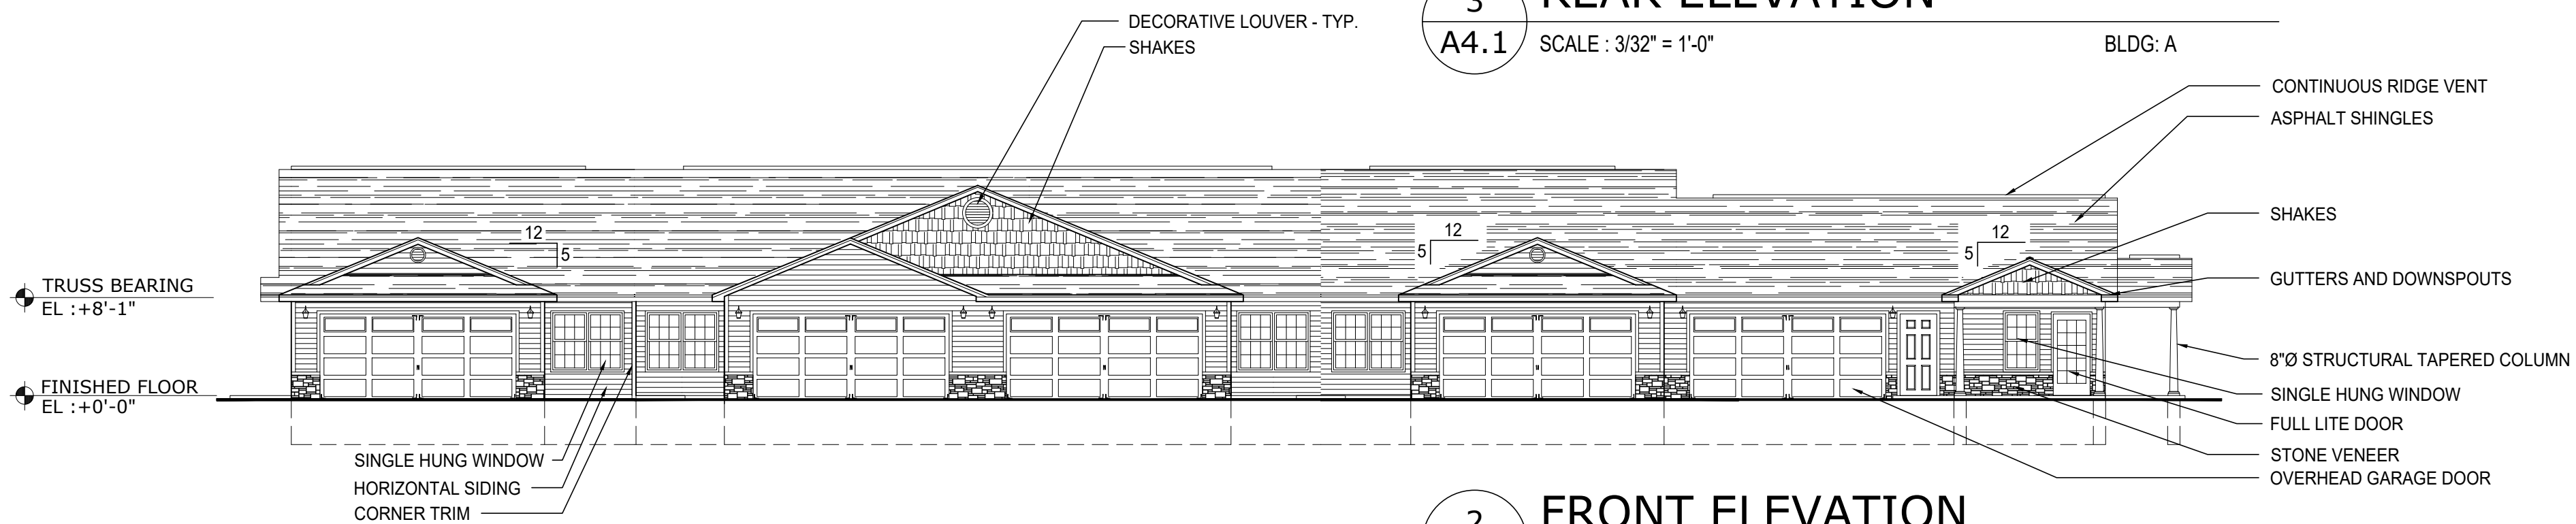 3
REAR ELEVATION
A4.1
SCALE : 3/32" = 1'-0"
BLDG: A
DECORATIVE LOUVER - TYP.
SHAKES
CONTINUOUS RIDGE VENT
ASPHALT SHINGLES
SHAKES
GUTTERS AND DOWNSPOUTS
8"Ø STRUCTURAL TAPERED COLUMN
SINGLE HUNG WINDOW
FULL LITE DOOR
STONE VENEER
OVERHEAD GARAGE DOOR
12
5
12
5
12
5
TRUSS BEARING
EL :+8'-1"
FINISHED FLOOR
EL :+0'-0"
SINGLE HUNG WINDOW
HORIZONTAL SIDING
CORNER TRIM
2
FRONT ELEVATION